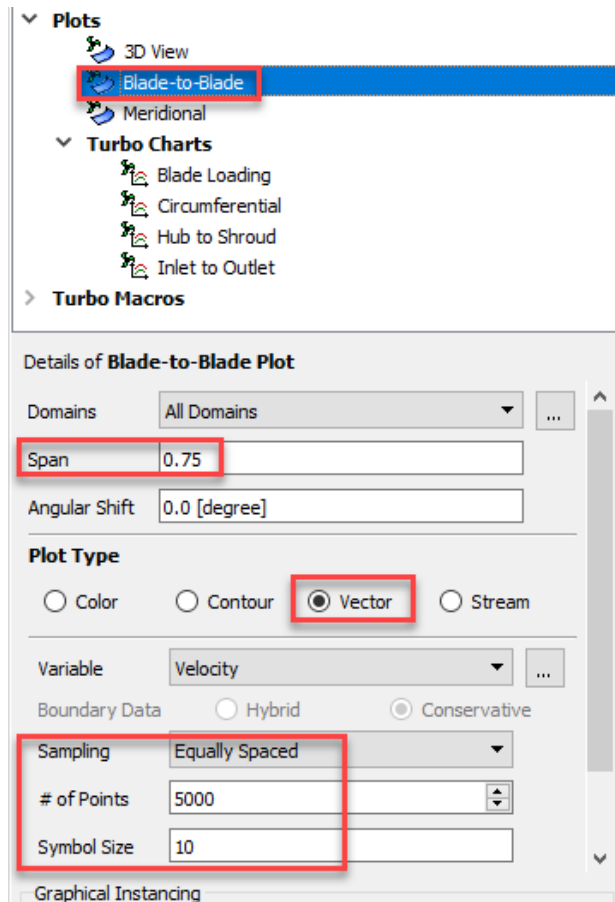 Plots
3D View
Blade-to-Blade
Meridional
Turbo Charts
Blade Loading
Circumferential
Hub to Shroud
Inlet to Outlet
Turbo Macros
Details of Blade-to-Blade Plot
Domains All Domains ...
Span 0.75
Angular Shift 0.0 [degree]
Plot Type
Color Contour Vector Stream
Variable Velocity ...
Boundary Data Hybrid Conservative
Sampling Equally Spaced
# of Points 5000
Symbol Size 10
Graphical Instancing